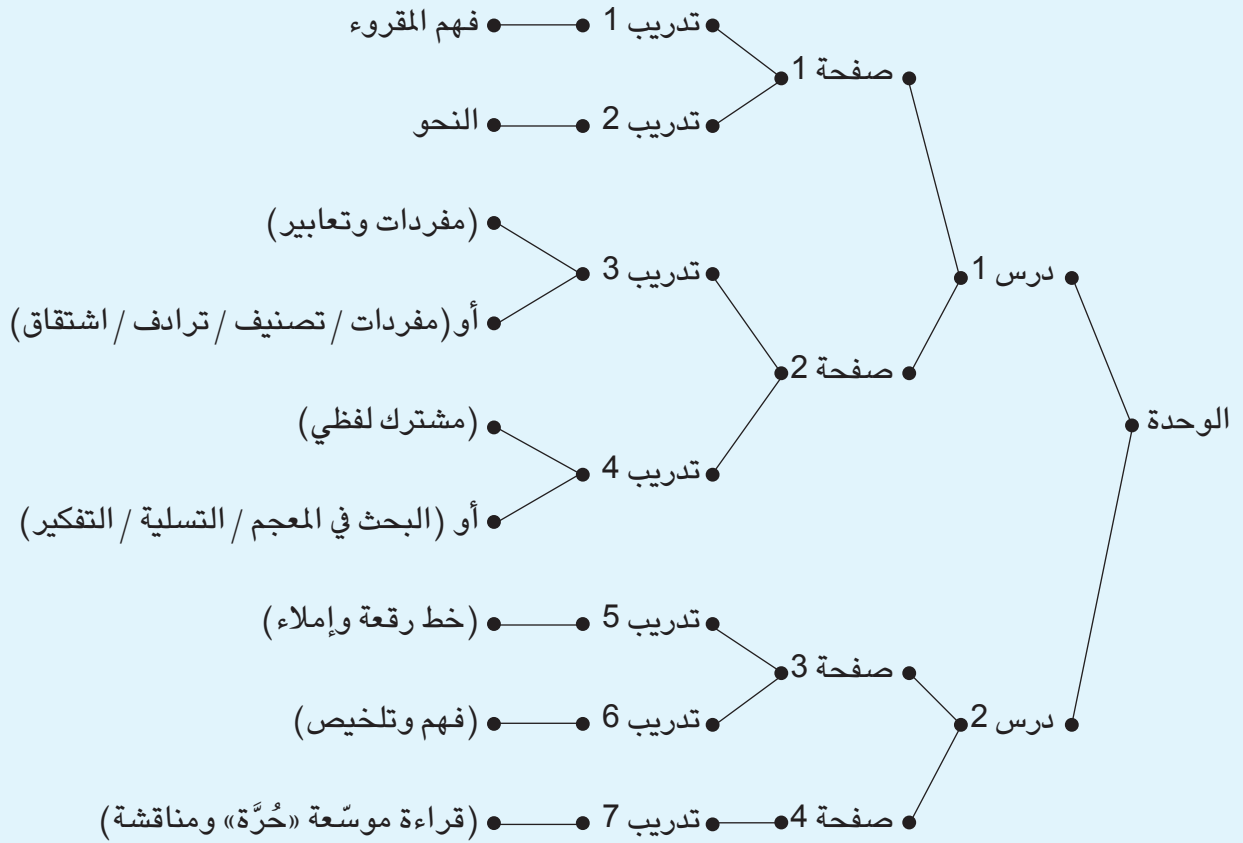 تدريب 1 فهم المقروء
صفحة 1
تدريب 2 النحو
(مفردات وتعابير)
درس 1 تدريب 3
أو(مفردات / تصنيف / ترادف / اشتقاق)
صفحة 2
الوحدة (مشترك لفظي)
تدريب 4
أو (البحث في المعجم / التسلية / التفكير)
تدريب 5 (خط رقعة وإملاء)
صفحة 3
درس 2 تدريب 6 (فهم وتلخيص)
صفحة 4 تدريب 7 (قراءة موسّعة «حُرَّة» ومناقشة)